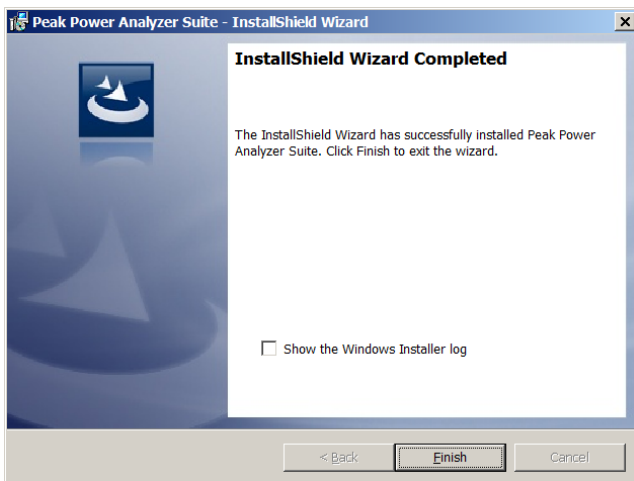 Peak Power Analyzer Suite - InstallShield Wizard
InstallShield Wizard Completed
The InstallShield Wizard has successfully installed Peak Power
Analyzer Suite. Click Finish to exit the wizard.
Show the Windows Installer log
< Back Finish Cancel